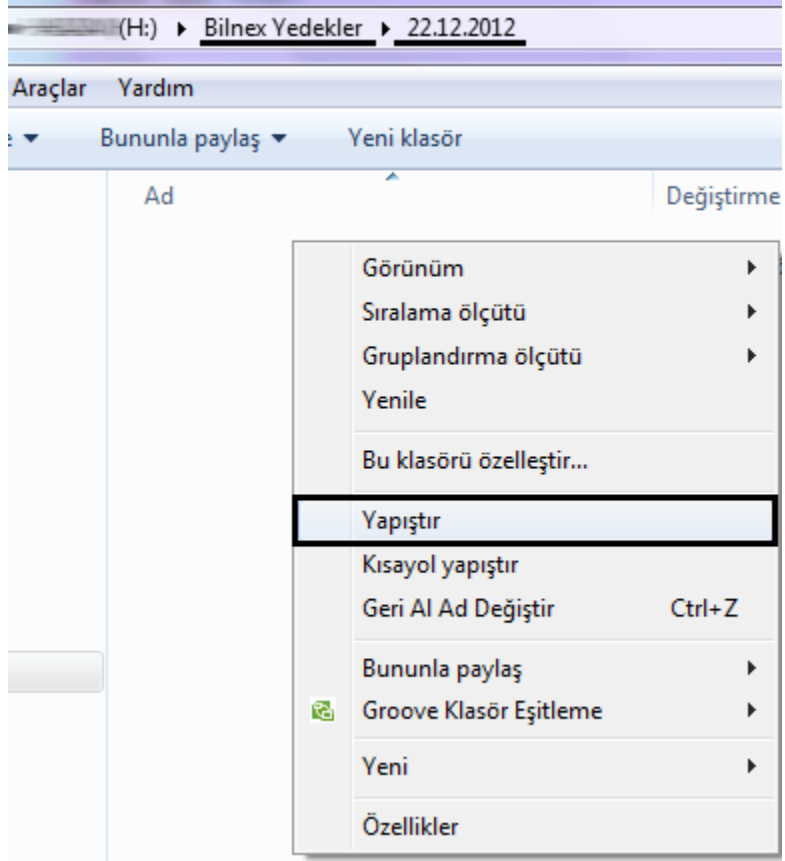 (H:) ▸ Bilnex Yedekler ▸ 22.12.2012
Araçlar Yardım
Bununla paylaş Yeni klasör
Ad Değiştirme
Görünüm
Sıralama ölçütü
Gruplandırma ölçütü
Yenile
Bu klasörü özelleştir...
Yapıştır
Kısayol yapıştır
Geri Al Ad Değiştir Ctrl+Z
Bununla paylaş
Groove Klasör Eşitleme
Yeni
Özellikler